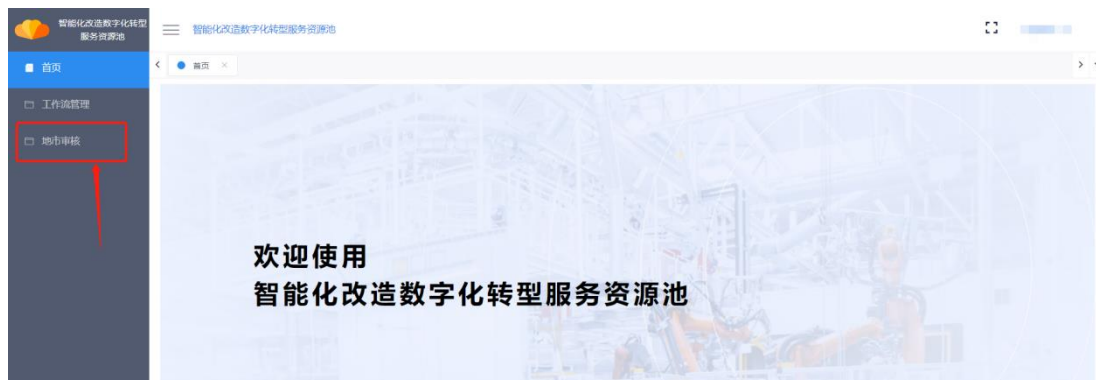 智能化改造数字化转型
服务资源池
智能化改造数字化转型服务资源池
首页
首页
工作流管理
地市审核
欢迎使用
智能化改造数字化转型服务资源池